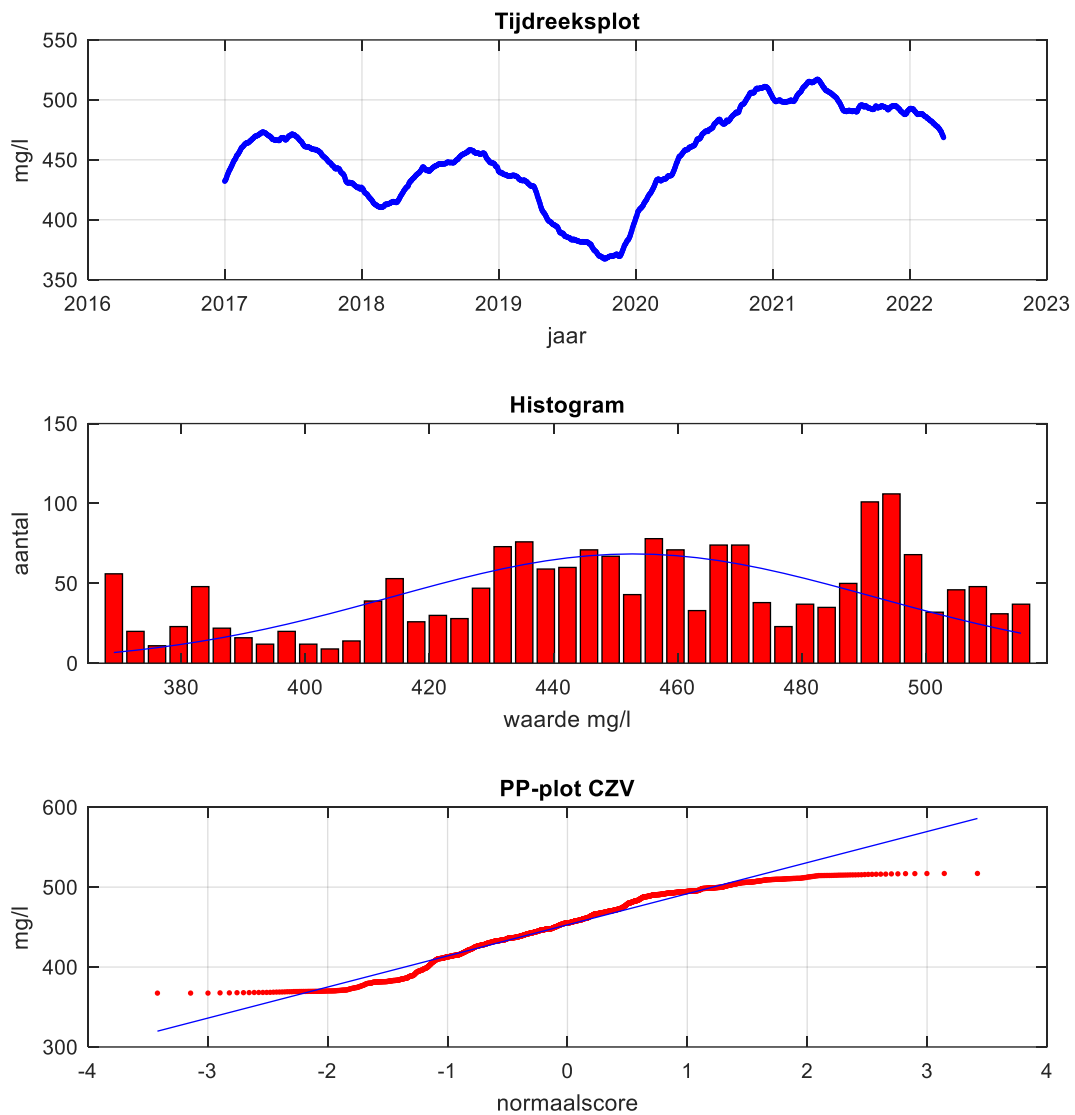 Tijdreeksplot
550
500
450
400
350
mg/l
2016 2017 2018 2019 2020 2021 2022 2023
jaar
Histogram
150
100
50
0
aantal
380 400 420 440 460 480 500
waarde mg/l
PP-plot CZV
600
500
400
300
mg/l
-4 -3 -2 -1 0 1 2 3 4
normaalscore